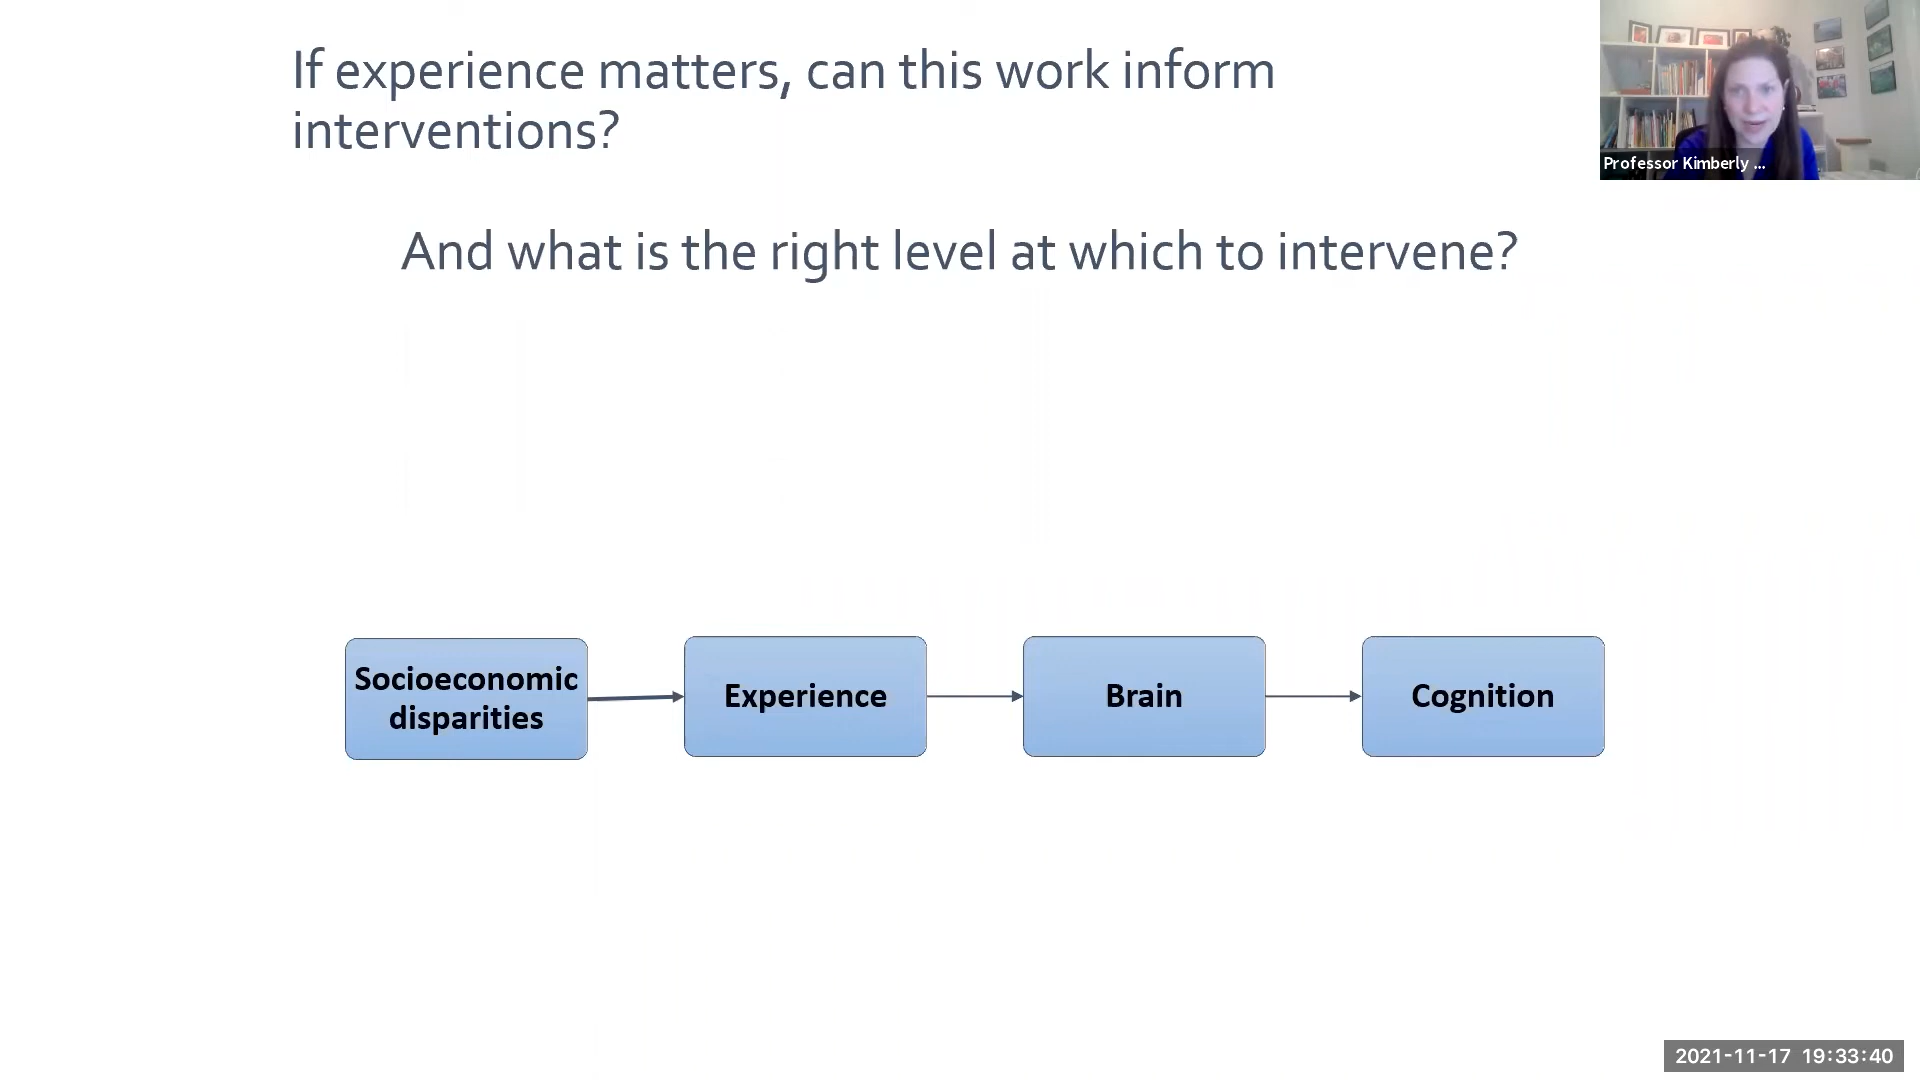 If experience matters, can this work inform
interventions?
Professor Kimberly ...
And what is the right level at which to intervene?
Socioeconomic
disparities
Experience
Brain
Cognition
2021-11-17 19:33:40